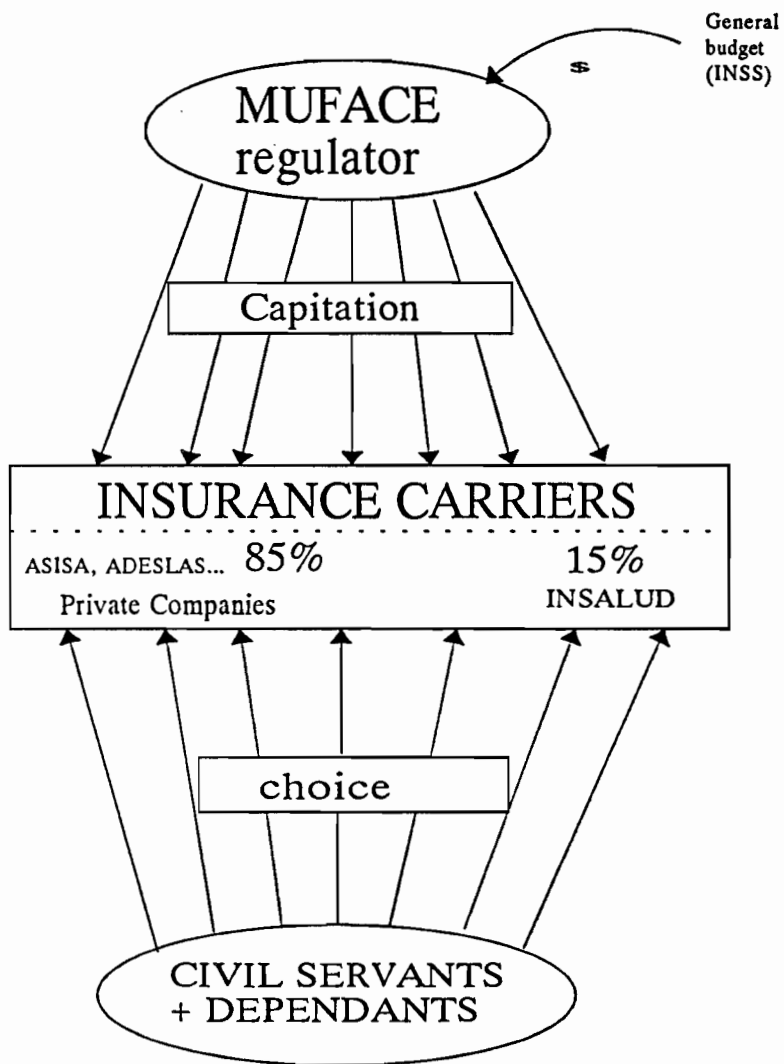 General
budget
(INSS)
$
MUFACE
regulator
Capitation
INSURANCE CARRIERS
ASISA, ADESLAS... 85% 15%
Private Companies INSALUD
choice
CIVIL SERVANTS
+ DEPENDANTS